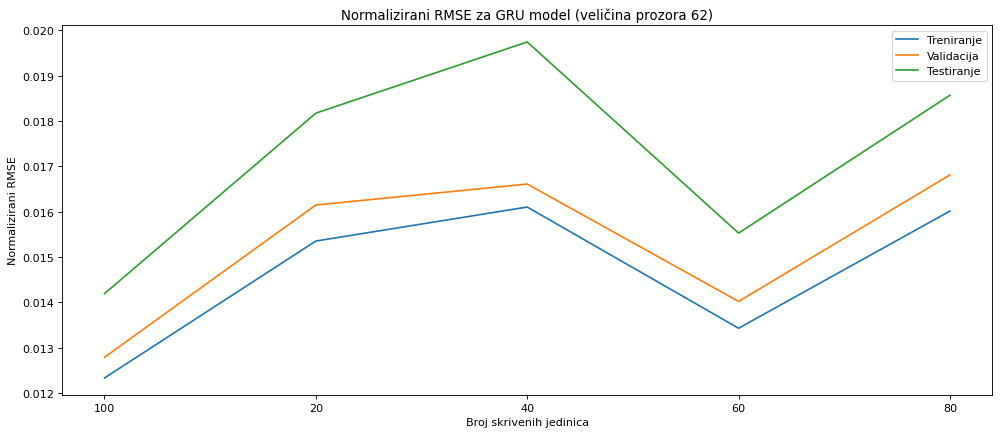 Normalizirani RMSE za GRU model (veličina prozora 62)
Treniranje
Validacija
Testiranje
Normalizirani RMSE
0.020
0.019
0.018
0.017
0.016
0.015
0.014
0.013
0.012
100 20 40 60 80
Broj skrivenih jedinica